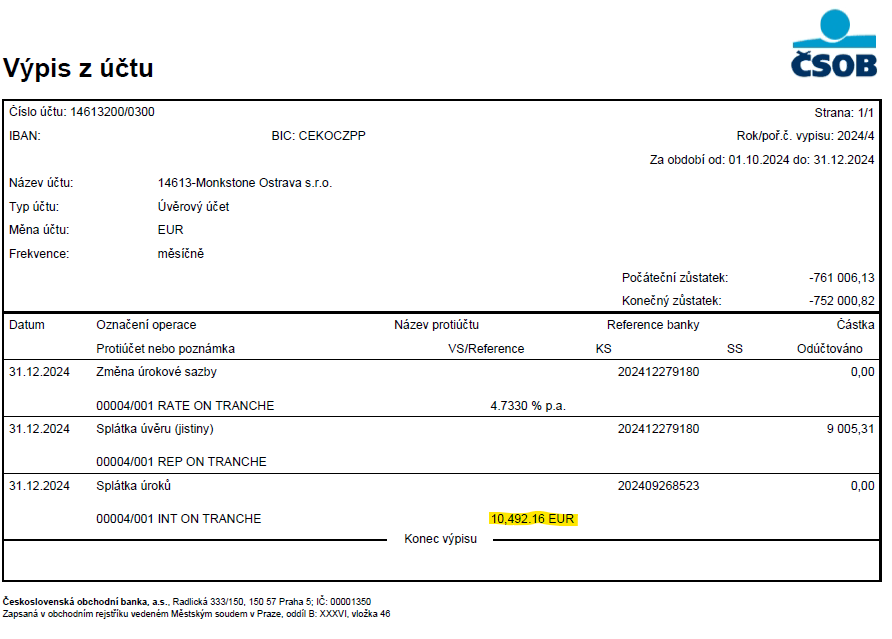 ČSOB
Výpis z účtu
Číslo účtu: 14613200/0300 Strana: 1/1
IBAN: BIC: CEKOCZPP Rok/poř.č. výpisu: 2024/4
Za období od: 01.10.2024 do: 31.12.2024
Název účtu: 14613-Monkstone Ostrava s.r.o.
Typ účtu: Úvěrový účet
Měna účtu: EUR
Frekvence: měsíčně
Počáteční zůstatek: -761 006,13
Konečný zůstatek: -752 000,82
Datum Označení operace Název protiúčtu Reference banky Částka
Protiúčet nebo poznámka VS/Reference KS SS Odúčtováno
31.12.2024 Změna úrokové sazby 202412279180 0,00
00004/001 RATE ON TRANCHE 4.7330 % p.a.
31.12.2024 Splátka úvěru (jistiny) 202412279180 9 005,31
00004/001 REP ON TRANCHE
31.12.2024 Splátka úroků 202409268523 0,00
00004/001 INT ON TRANCHE 10,492.16 EUR
Konec výpisu
Československá obchodní banka, a.s., Radlická 333/150, 150 57 Praha 5; IČ: 00001350
Zapsaná v obchodním rejstříku vedeném Městským soudem v Praze, oddíl B: XXXVI, vložka 46